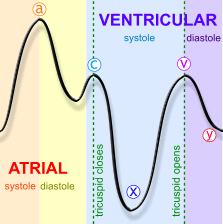 a
VENTRICULAR
systole
diastole
c
v
x
y
ATRIAL
systole diastole
tricuspid closes
tricuspid opens